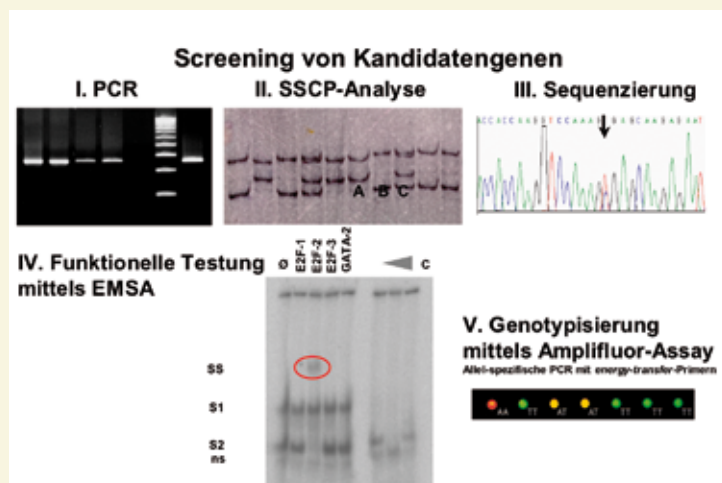 Screening von Kandidatengenen
I. PCR
II. SSCP-Analyse
III. Sequenzierung
A B C
IV. Funktionelle Testung
mittels EMSA
ø
E2F-1
E2F-2
E2F-3
GATA-2
c
SS
S1
S2
ns
V. Genotypisierung
mittels Amplifluor-Assay
Allel-spezifische PCR mit energy-transfer-Primern
AA TT AT AT TT TT TT